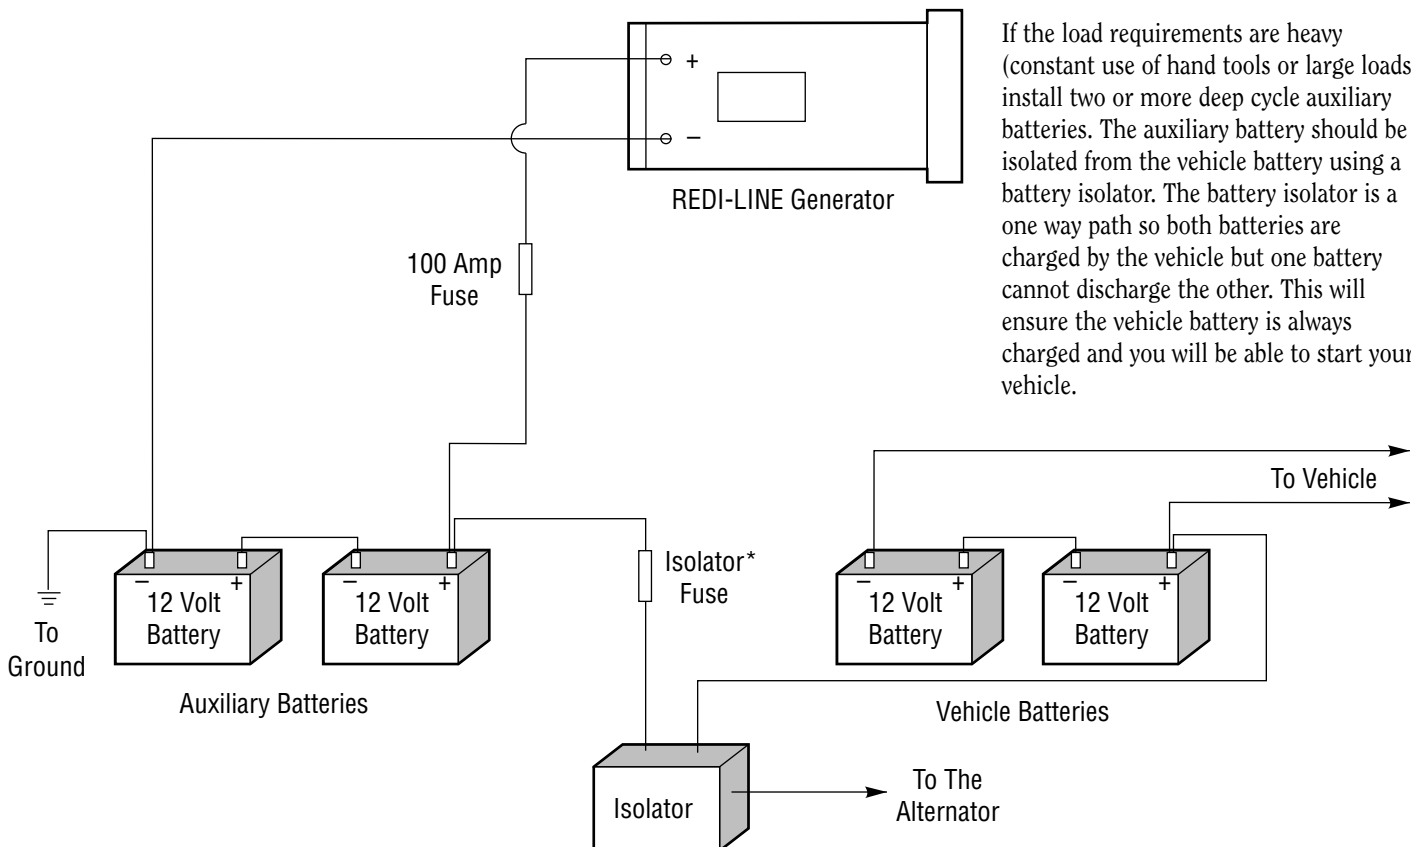 If the load requirements are heavy
(constant use of hand tools or large loads
install two or more deep cycle auxiliary
batteries. The auxiliary battery should be
isolated from the vehicle battery using a
battery isolator. The battery isolator is a
one way path so both batteries are
charged by the vehicle but one battery
cannot discharge the other. This will
ensure the vehicle battery is always
charged and you will be able to start your
vehicle.
+
−
REDI-LINE Generator
100 Amp
Fuse
To Vehicle
Isolator*
Fuse
− +
12 Volt
Battery
− +
12 Volt
Battery
− +
12 Volt
Battery
− +
12 Volt
Battery
To
Ground
Auxiliary Batteries
Vehicle Batteries
Isolator
To The
Alternator